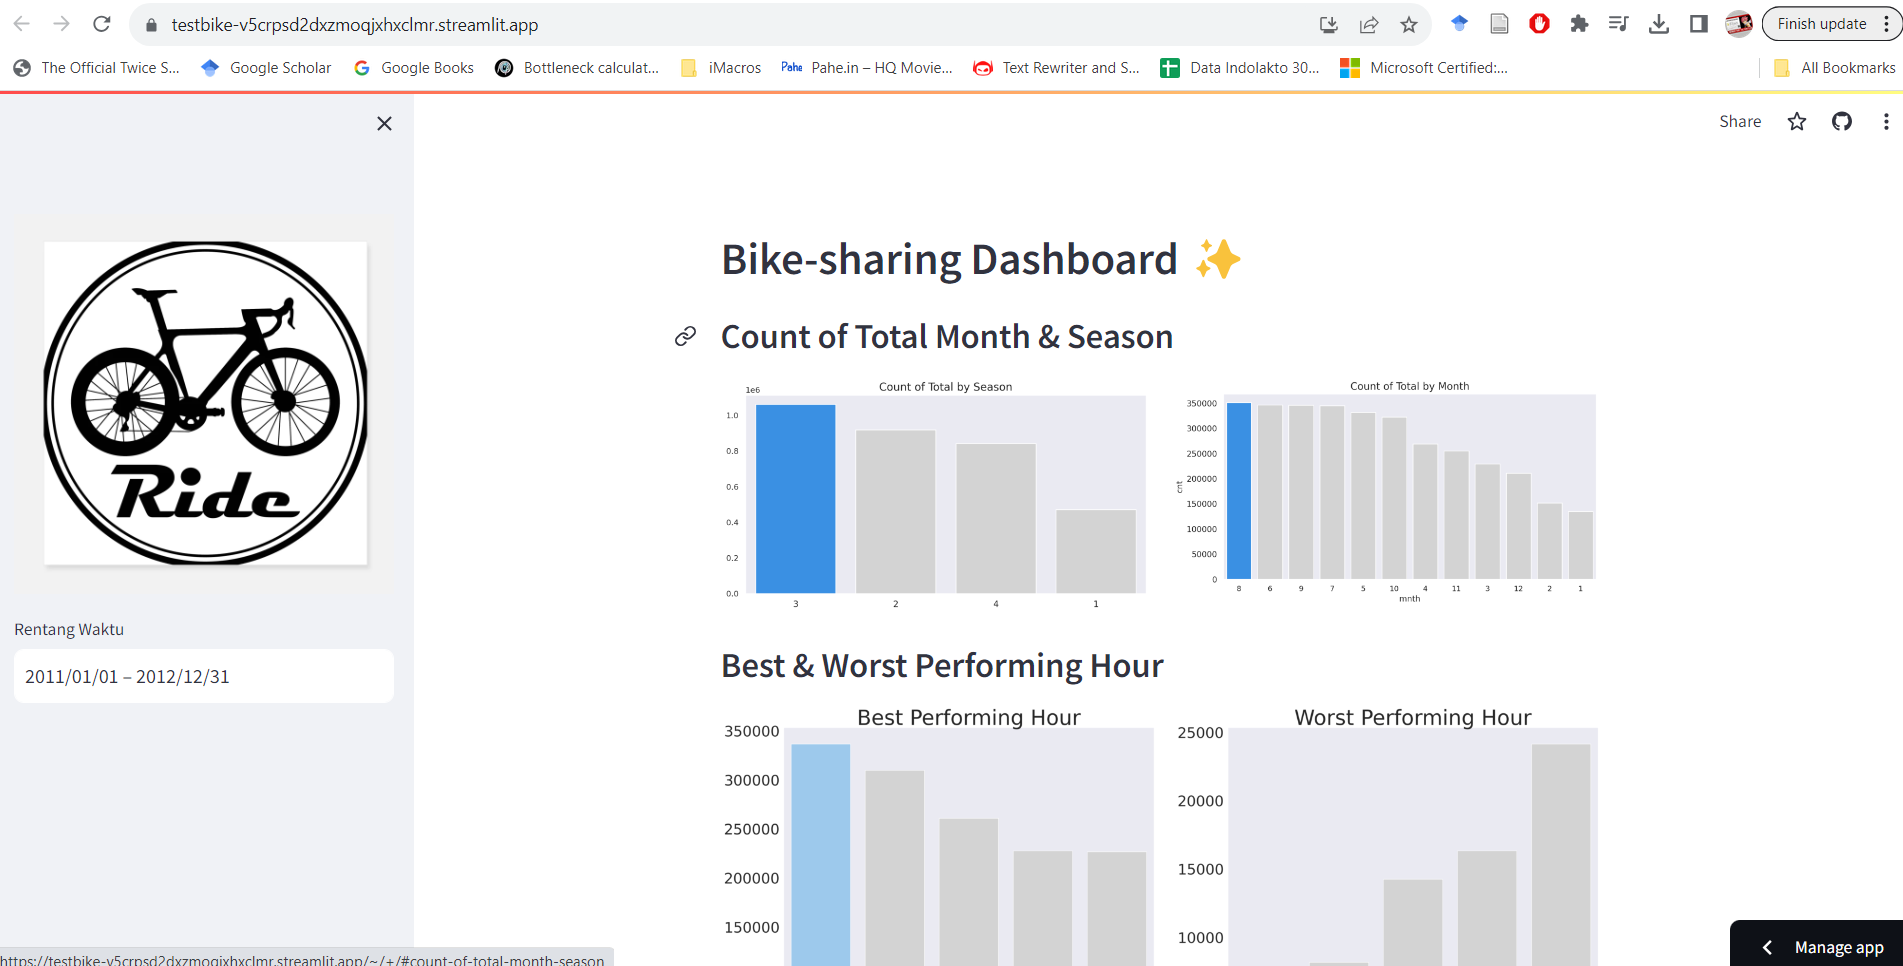 testbike-v5crpsd2dxzmoqjxhxclmr.streamlit.app
Finish update
The Official Twice S...
Google Scholar
Google Books
Bottleneck calculat...
iMacros
Pahe
Pahe.in – HQ Movie...
Text Rewriter and S...
Data Indolakto 30...
Microsoft Certified:...
All Bookmarks
Share
Ride
Rentang Waktu
2011/01/01 – 2012/12/31
Bike-sharing Dashboard ✨
Count of Total Month & Season
Count of Total by Season
1e6
1.0
0.8
0.6
0.4
0.2
0.0
3 2 4 1
Count of Total by Month
cnt
350000
300000
250000
200000
150000
100000
50000
0
8 6 9 7 5 10 4 11 3 12 2 1
mnth
Best & Worst Performing Hour
Best Performing Hour
350000
300000
250000
200000
150000
Worst Performing Hour
25000
20000
15000
10000
Manage app
https://testbike-v5crpsd2dxzmoqjxhxclmr.streamlit.app/~/+/#count-of-total-month-season